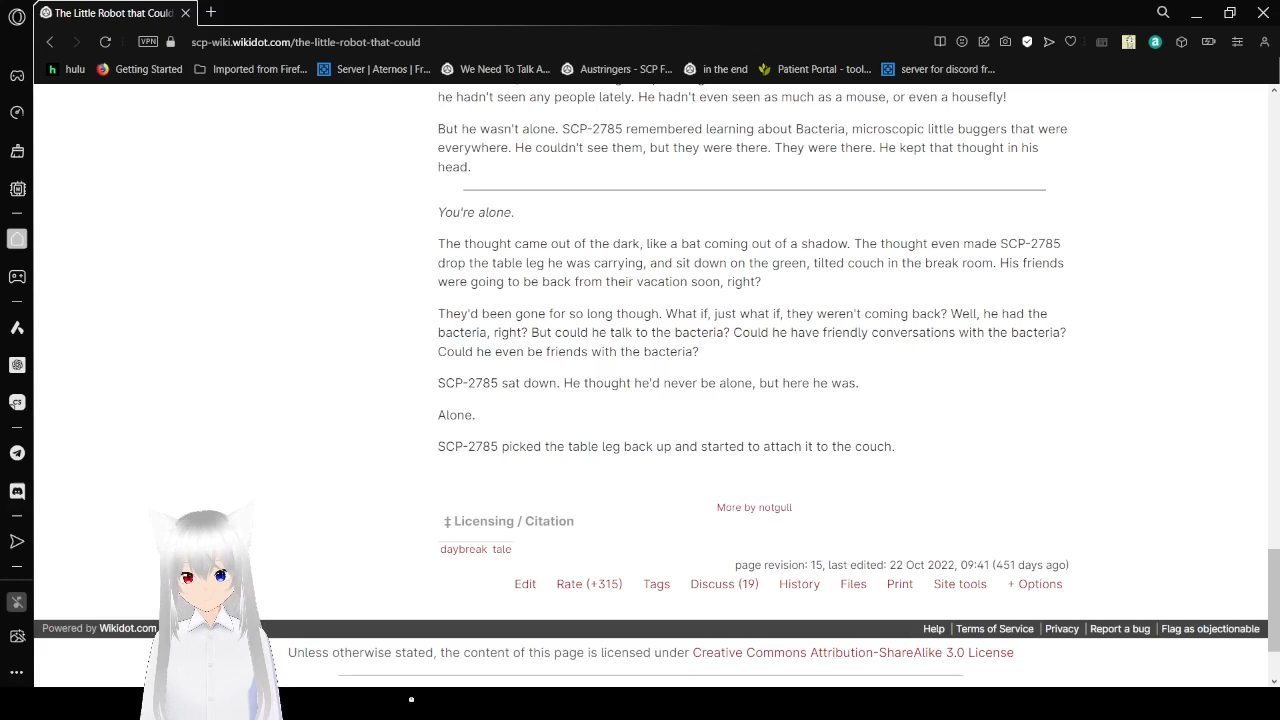 The Little Robot that Could
VPN
scp-wiki.wikidot.com/the-little-robot-that-could
hulu
Getting Started
Imported from Firef...
Server | Aternos | Fr...
We Need To Talk A...
Austringers - SCP F...
in the end
Patient Portal - tool...
server for discord fr...
he hadn't seen any people lately. He hadn't even seen as much as a mouse, or even a housefly!
But he wasn't alone. SCP-2785 remembered learning about Bacteria, microscopic little buggers that were
everywhere. He couldn't see them, but they were there. They were there. He kept that thought in his
head.
You're alone.
The thought came out of the dark, like a bat coming out of a shadow. The thought even made SCP-2785
drop the table leg he was carrying, and sit down on the green, tilted couch in the break room. His friends
were going to be back from their vacation soon, right?
They'd been gone for so long though. What if, just what if, they weren't coming back? Well, he had the
bacteria, right? But could he talk to the bacteria? Could he have friendly conversations with the bacteria?
Could he even be friends with the bacteria?
SCP-2785 sat down. He thought he'd never be alone, but here he was.
Alone.
SCP-2785 picked the table leg back up and started to attach it to the couch.
More by notgull
‡ Licensing / Citation
daybreak tale
page revision: 15, last edited: 22 Oct 2022, 09:41 (451 days ago)
Edit Rate (+315) Tags Discuss (19) History Files Print Site tools + Options
Powered by Wikidot.com
Help | Terms of Service | Privacy | Report a bug | Flag as objectionable
Unless otherwise stated, the content of this page is licensed under Creative Commons Attribution-ShareAlike 3.0 License